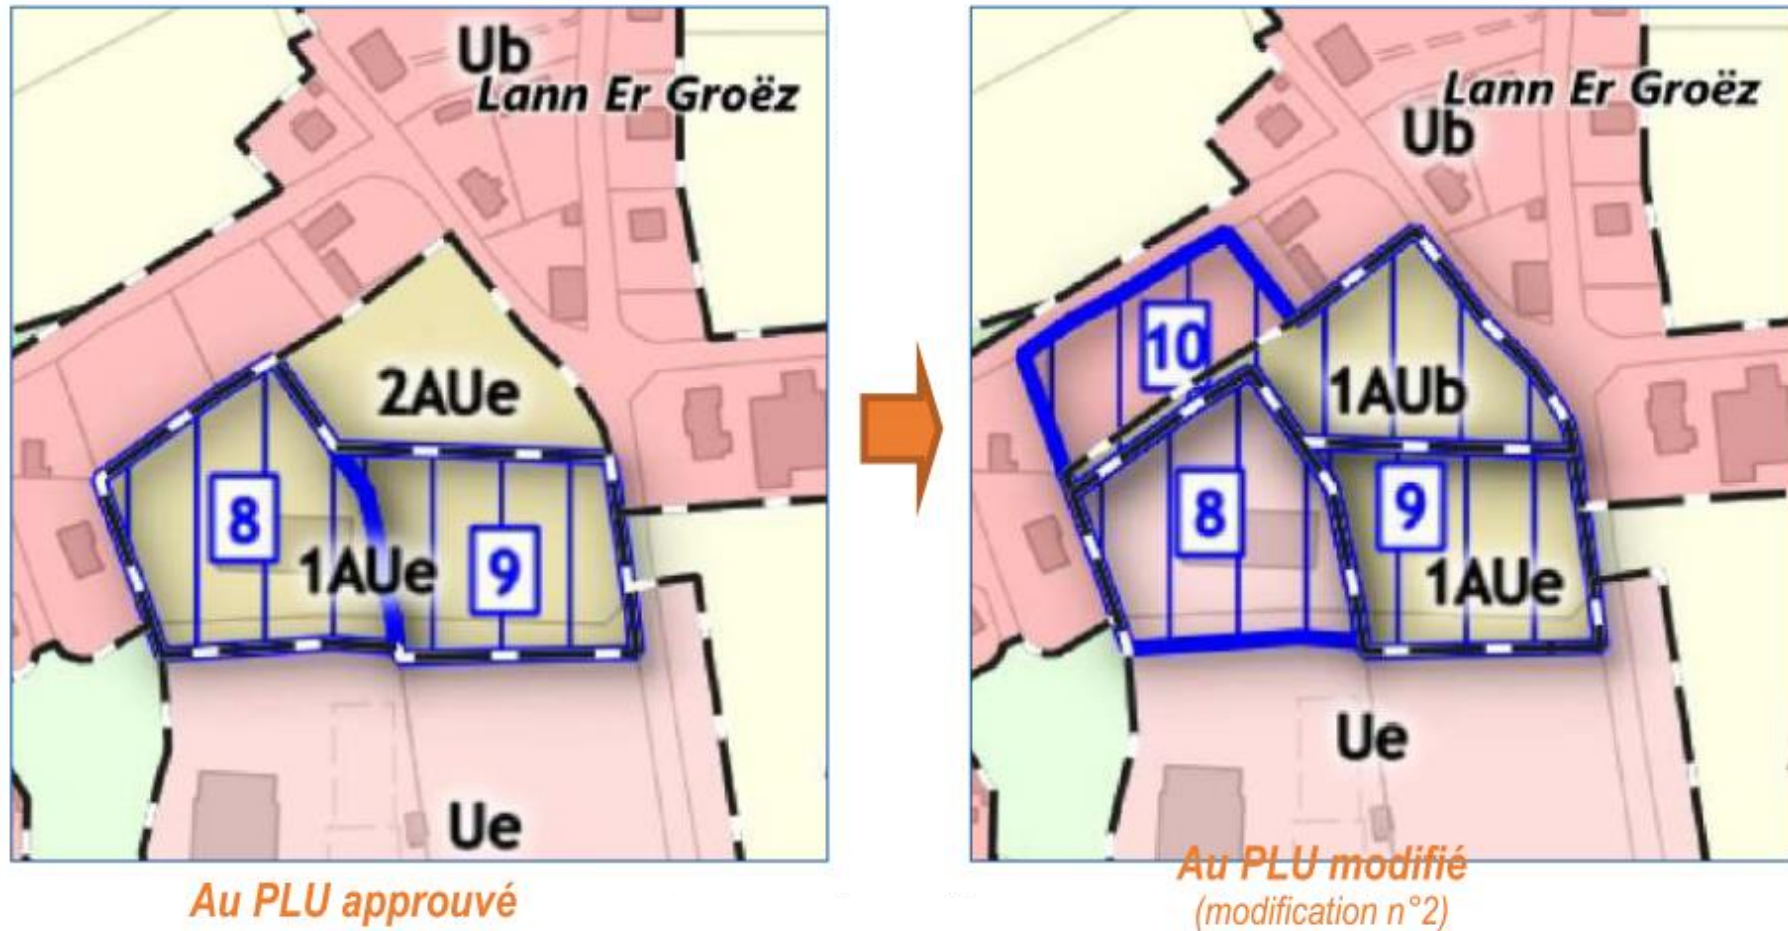 Ub
Lann Er Groëz
2AUe
8
1AUe
9
Ue
Au PLU approuvé
Lann Er Groëz
Ub
10
1AUb
8
9
1AUe
Ue
Au PLU modifié
(modification n°2)